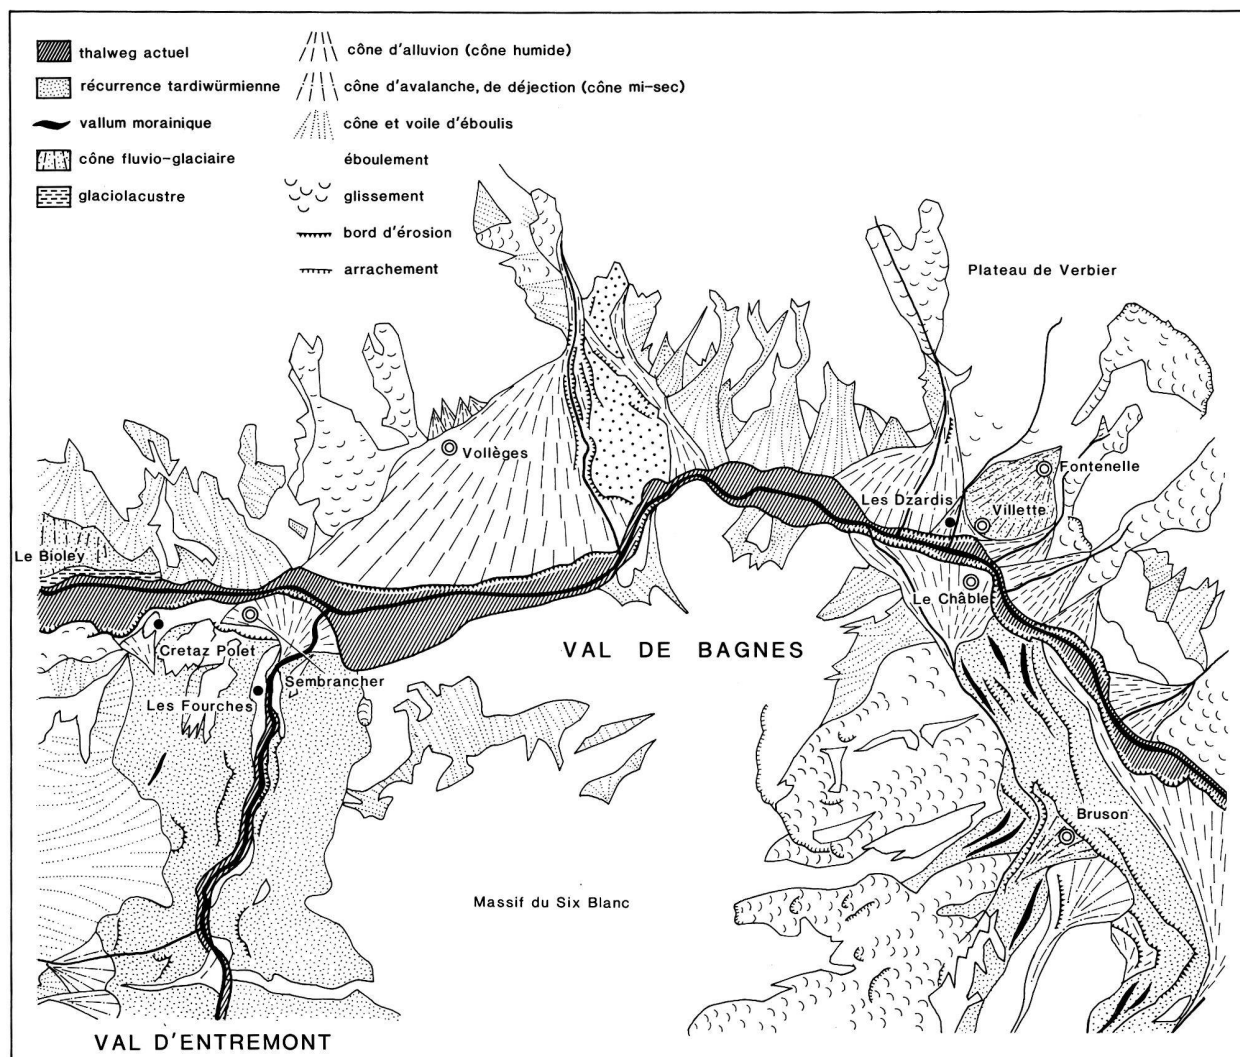 thalweg actuel
récurrence tardiwürmienne
vallum morainique
cône fluvio-glaciaire
glaciolacustre
cône d'alluvion (cône humide)
cône d'avalanche, de déjection (cône mi-sec)
cône et voile d'éboulis
éboulement
glissement
bord d'érosion
arrachement
Plateau de Verbier
Vollèges
Fontenelle
Les Dzardis
Villette
Le Bioley
Le Châble
Cretaz Polet
VAL DE BAGNES
Sembrancher
Les Fourches
Bruson
Massif du Six Blanc
VAL D'ENTREMONT